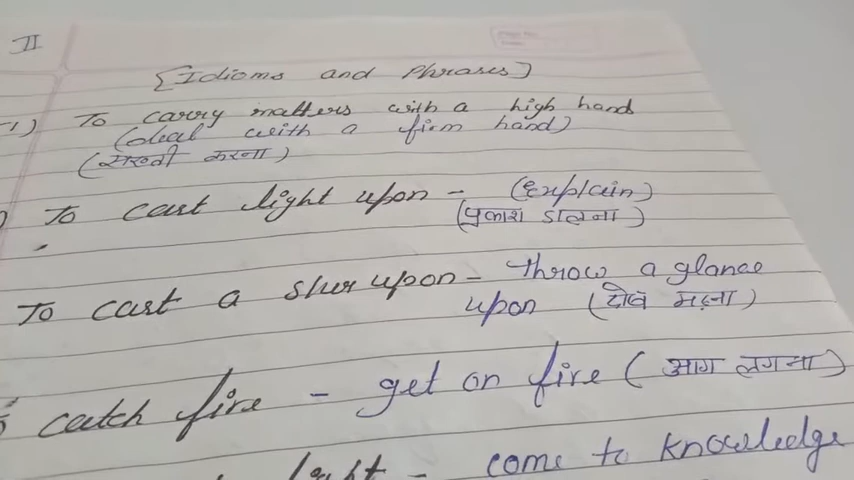 II
[Idioms and Phrases]
1) To carry matters with a high hand
(deal with a firm hand)
(सख्ती करना)
To cast light upon - (Explain)
(प्रकाश डालना)
To cast a slur upon - Throw a glance
upon (दोष मढ़ना)
catch fire - get on fire (आग लगना)
light - come to knowledge